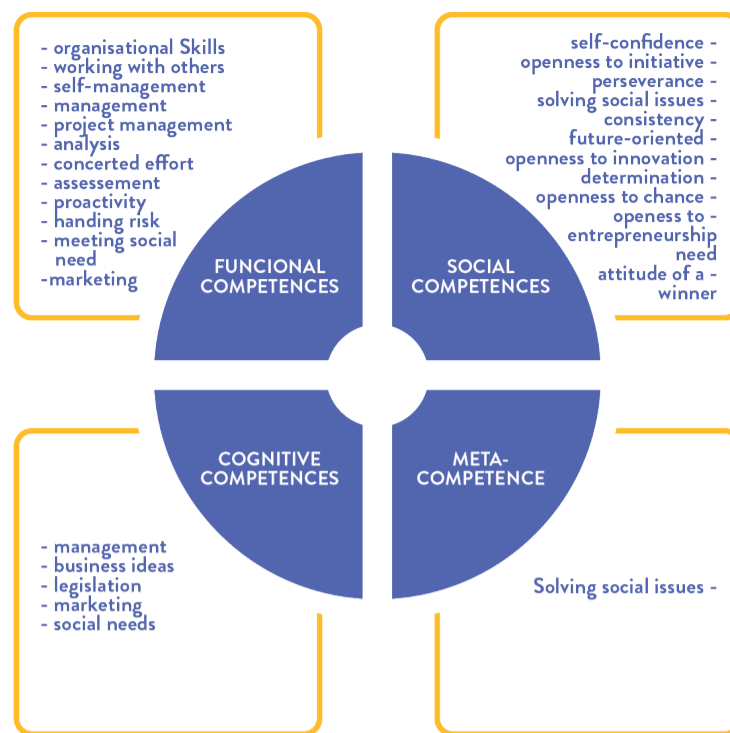 - organisational Skills
- working with others
- self-management
- management
- project management
- analysis
- concerted effort
- assessement
- proactivity
- handing risk
- meeting social
need
-marketing
self-confidence -
openness to initiative -
perseverance -
solving social issues -
consistency -
future-oriented -
openness to innovation -
determination -
openness to chance -
openess to -
entrepreneurship
need
attitude of a -
winner
FUNCIONAL
COMPETENCES
SOCIAL
COMPETENCES
COGNITIVE
COMPETENCES
META-
COMPETENCE
- management
- business ideas
- legislation
- marketing
- social needs
Solving social issues -